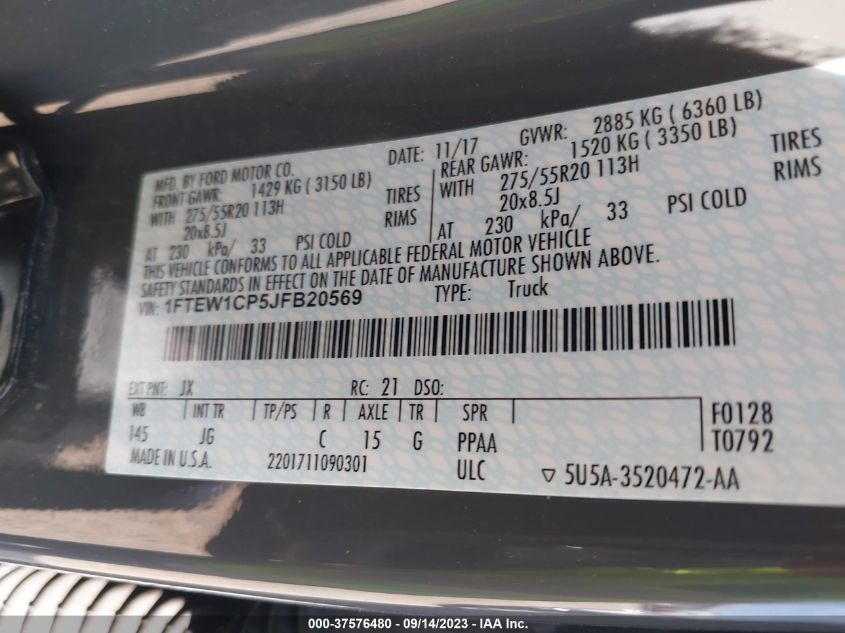 MFD. BY FORD MOTOR CO.
DATE: 11/17 GVWR: 2885 KG ( 6360 LB)
FRONT GAWR: 1429 KG ( 3150 LB)
REAR GAWR: 1520 KG ( 3350 LB)
WITH 275/55R20 113H TIRES
WITH 275/55R20 113H TIRES
20x8.5J RIMS
20x8.5J RIMS
AT 230 kPa/ 33 PSI COLD
AT 230 kPa/ 33 PSI COLD
THIS VEHICLE CONFORMS TO ALL APPLICABLE FEDERAL MOTOR VEHICLE
SAFETY STANDARDS IN EFFECT ON THE DATE OF MANUFACTURE SHOWN ABOVE.
VIN: 1FTEW1CP5JFB20569 TYPE: Truck
EXT PNT: JX RC: 21 DSO:
WB INT TR TP/PS R AXLE TR SPR F0128
145 JG C 15 G PPAA T0792
MADE IN U.S.A. 2201711090301 ULC ▽ 5U5A-3520472-AA
000-37576480 - 09/14/2023 - © IAA Inc.